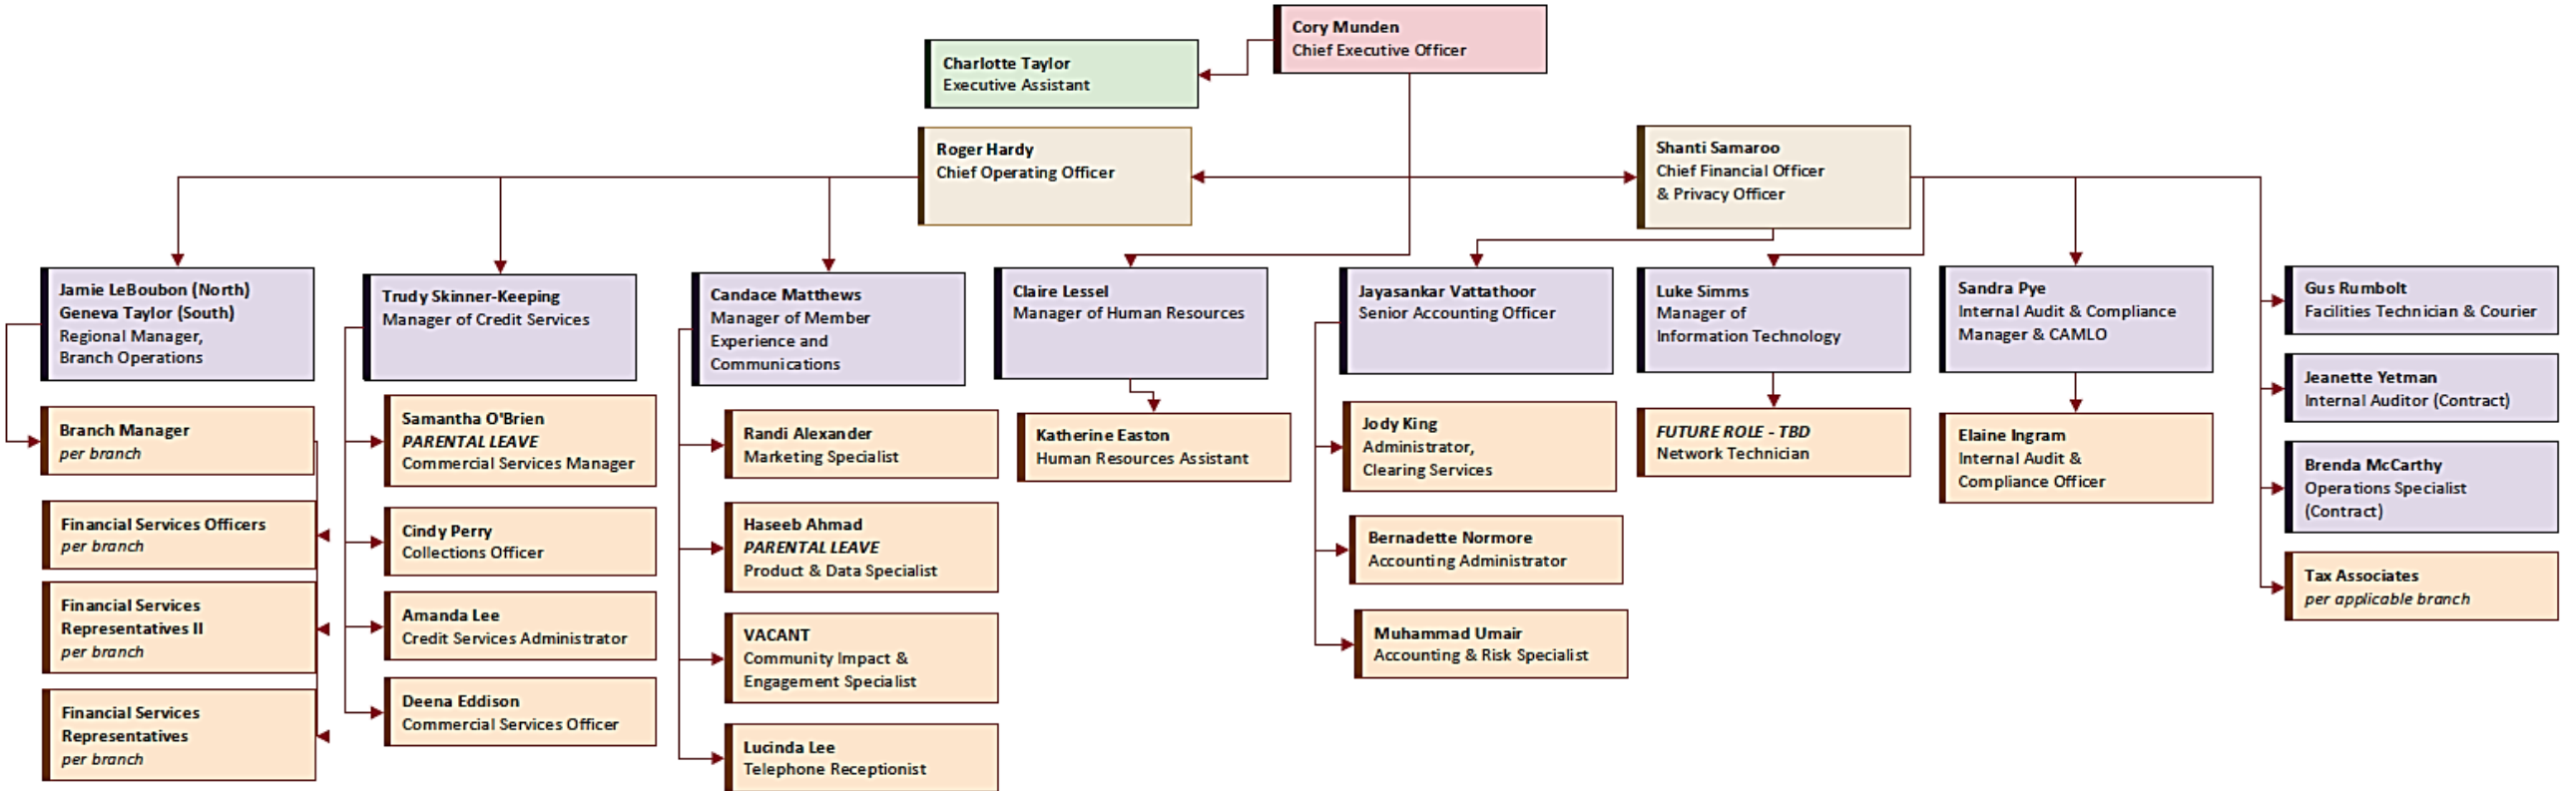 Cory Munden
Chief Executive Officer
Charlotte Taylor
Executive Assistant
Roger Hardy
Chief Operating Officer
Shanti Samaroo
Chief Financial Officer
& Privacy Officer
Jamie LeBoubon (North)
Geneva Taylor (South)
Regional Manager,
Branch Operations
Branch Manager
per branch
Financial Services Officers
per branch
Financial Services
Representatives II
per branch
Financial Services
Representatives
per branch
Trudy Skinner-Keeping
Manager of Credit Services
Samantha O'Brien
PARENTAL LEAVE
Commercial Services Manager
Cindy Perry
Collections Officer
Amanda Lee
Credit Services Administrator
Deena Eddison
Commercial Services Officer
Candace Matthews
Manager of Member
Experience and
Communications
Randi Alexander
Marketing Specialist
Haseeb Ahmad
PARENTAL LEAVE
Product & Data Specialist
VACANT
Community Impact &
Engagement Specialist
Lucinda Lee
Telephone Receptionist
Claire Lessel
Manager of Human Resources
Katherine Easton
Human Resources Assistant
Jayasankar Vattathoor
Senior Accounting Officer
Jody King
Administrator,
Clearing Services
Bernadette Normore
Accounting Administrator
Muhammad Umair
Accounting & Risk Specialist
Luke Simms
Manager of
Information Technology
FUTURE ROLE - TBD
Network Technician
Sandra Pye
Internal Audit & Compliance
Manager & CAMLO
Elaine Ingram
Internal Audit &
Compliance Officer
Gus Rumbolt
Facilities Technician & Courier
Jeanette Yetman
Internal Auditor (Contract)
Brenda McCarthy
Operations Specialist
(Contract)
Tax Associates
per applicable branch